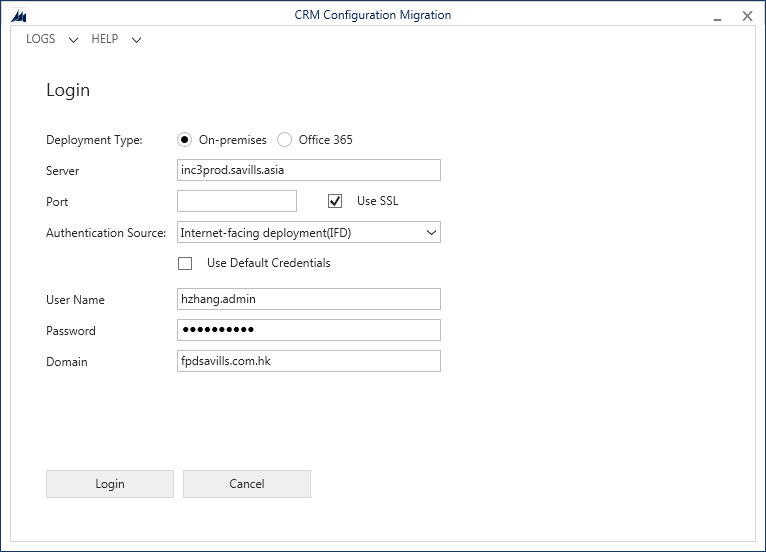 CRM Configuration Migration
LOGS HELP
Login
Deployment Type: On-premises Office 365
Server inc3prod.savills.asia
Port Use SSL
Authentication Source: Internet-facing deployment(IFD)
Use Default Credentials
User Name hzhang.admin
Password ●●●●●●●●●●
Domain fpdsavills.com.hk
Login Cancel